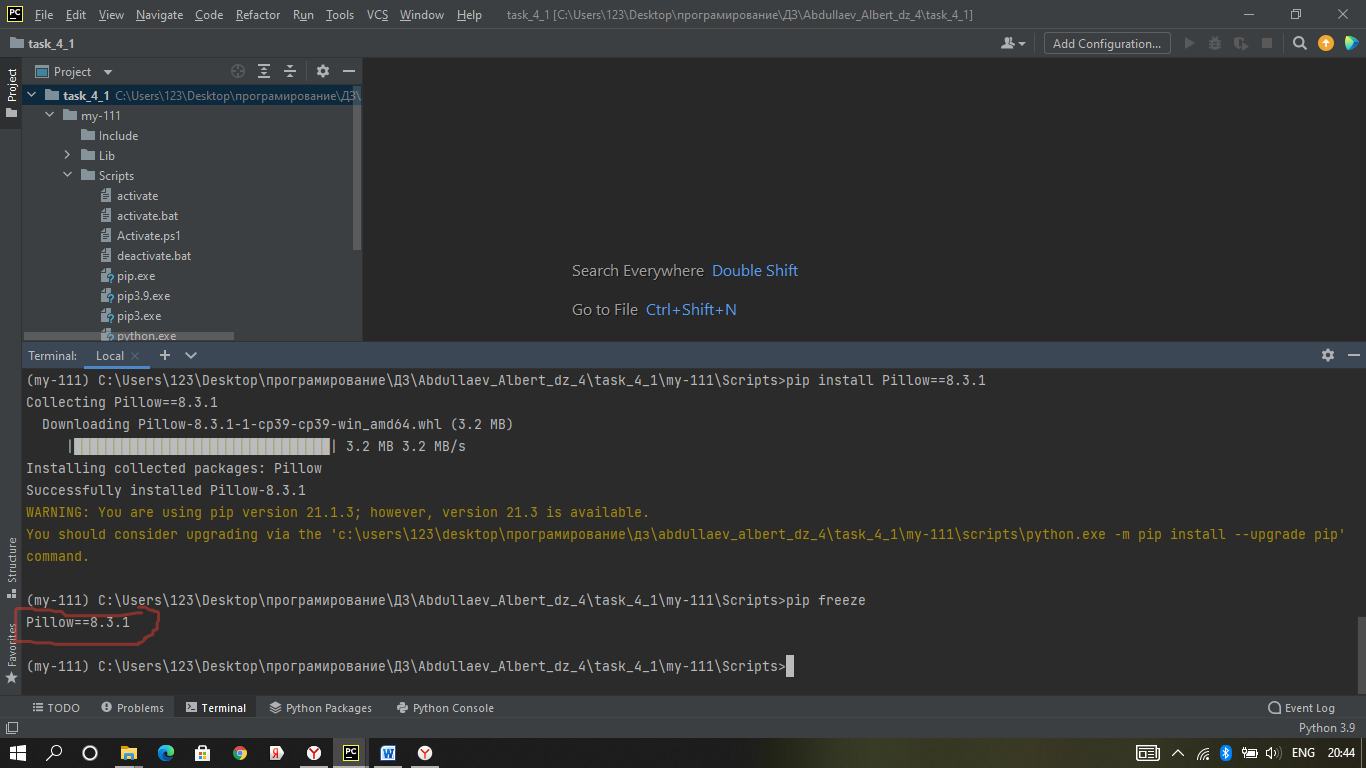 PC File Edit View Navigate Code Refactor Run Tools VCS Window Help task_4_1 [C:\Users\123\Desktop\програмирование\ДЗ\Abdullaev_Albert_dz_4\task_4_1]
task_4_1 Add Configuration...
Project
Project
task_4_1 C:\Users\123\Desktop\програмирование\ДЗ\
my-111
Include
Lib
Scripts
activate
activate.bat
Activate.ps1
deactivate.bat
pip.exe
pip3.9.exe
pip3.exe
python.exe
Search Everywhere Double Shift
Go to File Ctrl+Shift+N
Terminal: Local
(my-111) C:\Users\123\Desktop\програмирование\ДЗ\Abdullaev_Albert_dz_4\task_4_1\my-111\Scripts>pip install Pillow==8.3.1
Collecting Pillow==8.3.1
Downloading Pillow-8.3.1-1-cp39-cp39-win_amd64.whl (3.2 MB)
|████████████████████████████████| 3.2 MB 3.2 MB/s
Installing collected packages: Pillow
Successfully installed Pillow-8.3.1
WARNING: You are using pip version 21.1.3; however, version 21.3 is available.
You should consider upgrading via the 'c:\users\123\desktop\програмирование\дз\abdullaev_albert_dz_4\task_4_1\my-111\scripts\python.exe -m pip install --upgrade pip'
command.
(my-111) C:\Users\123\Desktop\програмирование\ДЗ\Abdullaev_Albert_dz_4\task_4_1\my-111\Scripts>pip freeze
Pillow==8.3.1
(my-111) C:\Users\123\Desktop\програмирование\ДЗ\Abdullaev_Albert_dz_4\task_4_1\my-111\Scripts>
Structure
Favorites
TODO Problems Terminal Python Packages Python Console Event Log
Python 3.9
Я Y PC W Y ENG 20:44